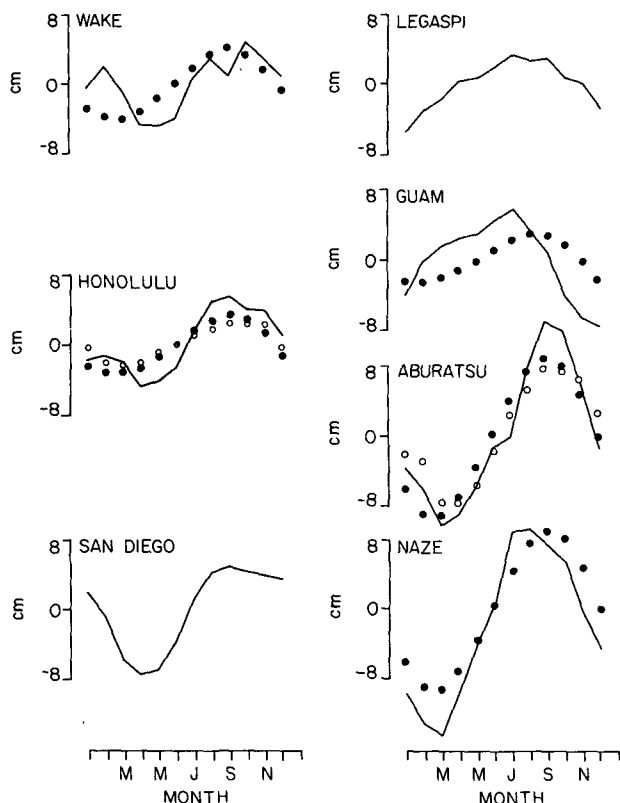 WAKE
8
0
-8
cm
HONOLULU
8
0
-8
cm
SAN DIEGO
8
0
-8
cm
M M J S N
MONTH
LEGASPI
8
0
-8
cm
GUAM
8
0
-8
cm
ABURATSU
8
0
-8
cm
NAZE
8
0
-8
cm
M M J S N
MONTH